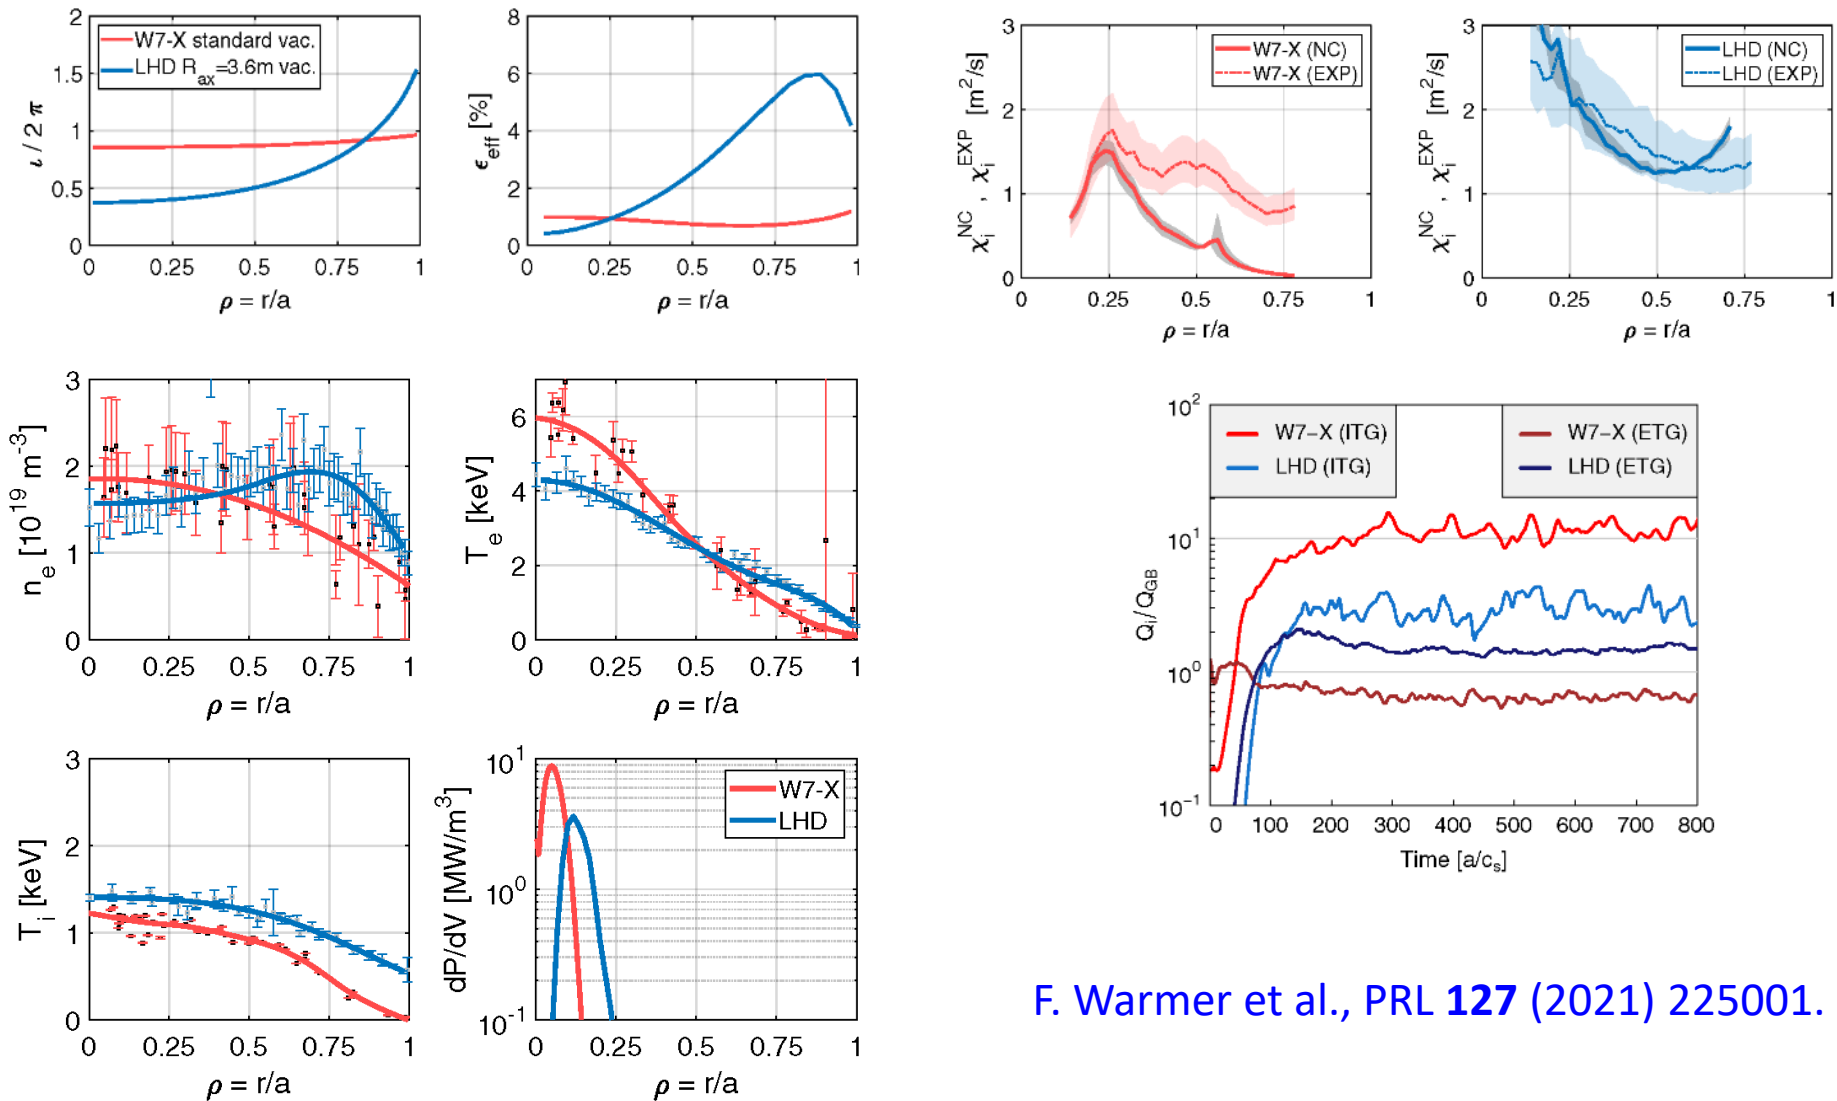 W7-X standard vac.
LHD R_ax=3.6m vac.
2
1.5
1
0.5
0
ι / 2 π
0 0.25 0.5 0.75 1
ρ = r/a
8
6
4
2
0
ϵ_eff [%]
0 0.25 0.5 0.75 1
ρ = r/a
W7-X (NC)
W7-X (EXP)
3
2
1
0
χ_i^NC , χ_i^EXP [m^2/s]
0 0.25 0.5 0.75 1
ρ = r/a
LHD (NC)
LHD (EXP)
3
2
1
0
χ_i^NC , χ_i^EXP [m^2/s]
0 0.25 0.5 0.75 1
ρ = r/a
3
2
1
0
n_e [10^19 m^-3]
0 0.25 0.5 0.75 1
ρ = r/a
6
4
2
0
T_e [keV]
0 0.25 0.5 0.75 1
ρ = r/a
W7–X (ITG)
LHD (ITG)
W7–X (ETG)
LHD (ETG)
10^2
10^1
10^0
10^-1
Q_i/Q_GB
0 100 200 300 400 500 600 700 800
Time [a/c_s]
3
2
1
0
T_i [keV]
0 0.25 0.5 0.75 1
ρ = r/a
W7-X
LHD
10^1
10^0
10^-1
dP/dV [MW/m^3]
0 0.25 0.5 0.75 1
ρ = r/a
F. Warmer et al., PRL 127 (2021) 225001.